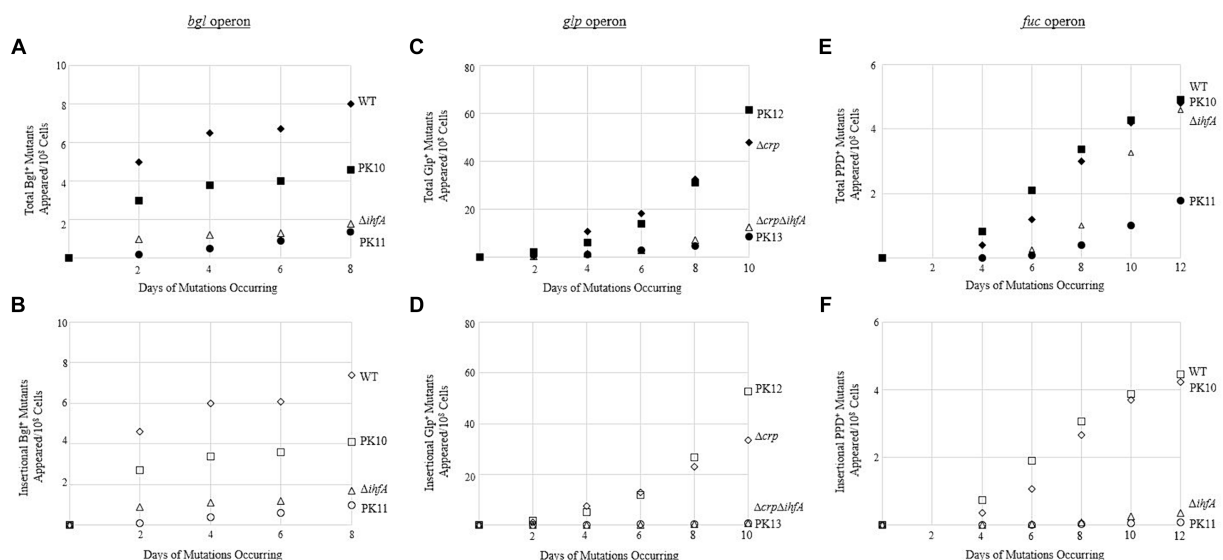 bgl operon
glp operon
fuc operon
A
10
8
6
4
2
WT
PK10
ΔihfA
PK11
Total Bgl⁺ Mutants
Appeared/10⁸ Cells
2 4 6 8
Days of Mutations Occurring
C
80
60
40
20
PK12
Δcrp
ΔcrpΔihfA
PK13
Total Glp⁺ Mutants
Appeared/10⁸ Cells
2 4 6 8 10
Days of Mutations Occurring
E
6
4
2
WT
PK10
ΔihfA
PK11
Total PPD⁺ Mutants
Appeared/10⁸ Cells
2 4 6 8 10 12
Days of Mutations Occurring
B
10
8
6
4
2
WT
PK10
ΔihfA
PK11
Insertional Bgl⁺ Mutants
Appeared/10⁸ Cells
2 4 6 8
Days of Mutations Occurring
D
80
60
40
20
PK12
Δcrp
ΔcrpΔihfA
PK13
Insertional Glp⁺ Mutants
Appeared/10⁸ Cells
2 4 6 8 10
Days of Mutations Occurring
F
6
4
2
WT
PK10
ΔihfA
PK11
Insertional PPD⁺ Mutants
Appeared/10⁸ Cells
2 4 6 8 10 12
Days of Mutations Occurring